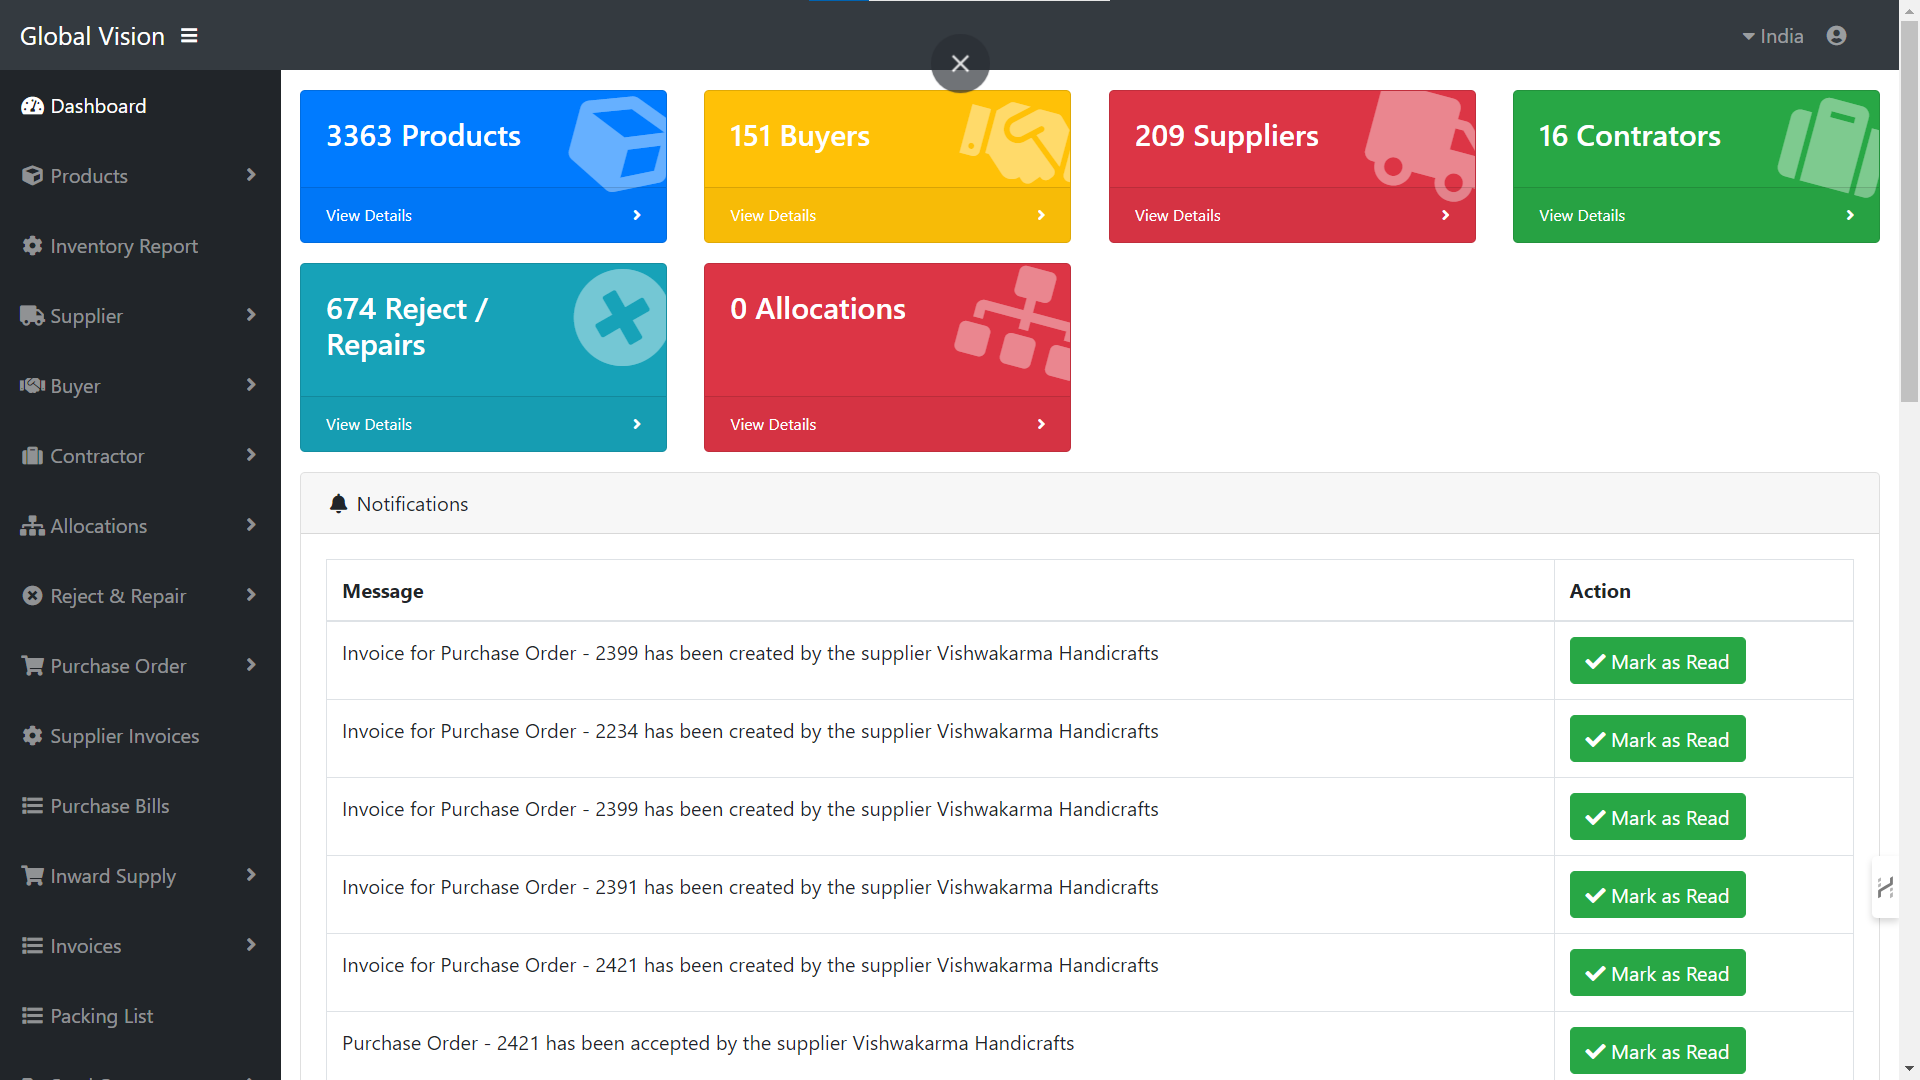 Global Vision
India
Dashboard
Products
Inventory Report
Supplier
Buyer
Contractor
Allocations
Reject & Repair
Purchase Order
Supplier Invoices
Purchase Bills
Inward Supply
Invoices
Packing List
3363 Products
View Details
151 Buyers
View Details
209 Suppliers
View Details
16 Contrators
View Details
674 Reject /
Repairs
View Details
0 Allocations
View Details
Notifications
Message Action
Invoice for Purchase Order - 2399 has been created by the supplier Vishwakarma Handicrafts Mark as Read
Invoice for Purchase Order - 2234 has been created by the supplier Vishwakarma Handicrafts Mark as Read
Invoice for Purchase Order - 2399 has been created by the supplier Vishwakarma Handicrafts Mark as Read
Invoice for Purchase Order - 2391 has been created by the supplier Vishwakarma Handicrafts Mark as Read
Invoice for Purchase Order - 2421 has been created by the supplier Vishwakarma Handicrafts Mark as Read
Purchase Order - 2421 has been accepted by the supplier Vishwakarma Handicrafts Mark as Read